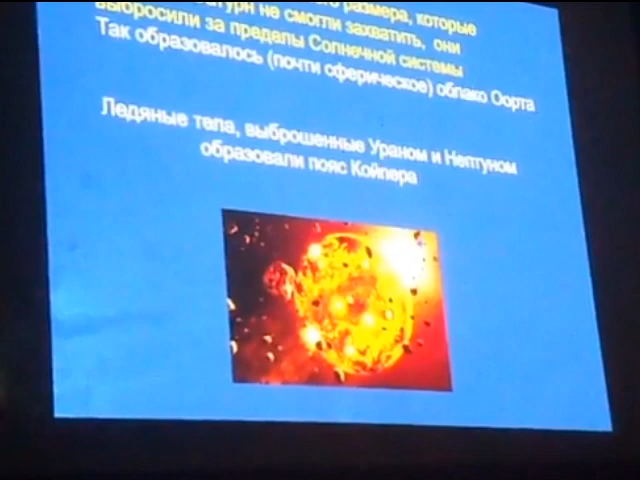 размера, которые
не смогли захватить, они
выбросили за пределы Солнечной системы
Так образовалось (почти сферическое) облако Оорта
Ледяные тела, выброшенные Ураном и Нептуном
образовали пояс Койпера